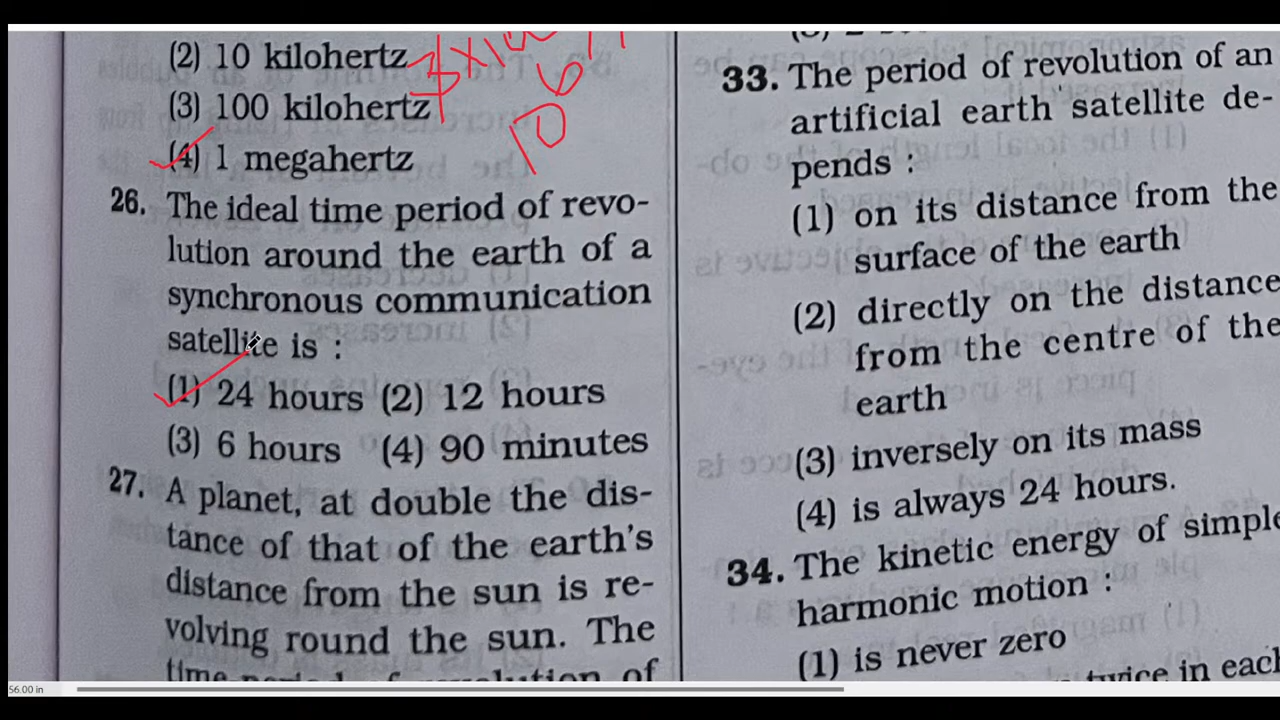 (2) 10 kilohertz
(3) 100 kilohertz
(4) 1 megahertz
26. The ideal time period of revo-
lution around the earth of a
synchronous communication
satellite is :
(1) 24 hours (2) 12 hours
(3) 6 hours (4) 90 minutes
27. A planet, at double the dis-
tance of that of the earth's
distance from the sun is re-
volving round the sun. The
33. The period of revolution of an
artificial earth satellite de-
pends :
(1) on its distance from the
surface of the earth
(2) directly on the distance
from the centre of the
earth
(3) inversely on its mass
(4) is always 24 hours.
34. The kinetic energy of simple
harmonic motion :
(1) is never zero
twice in each
56.00 in